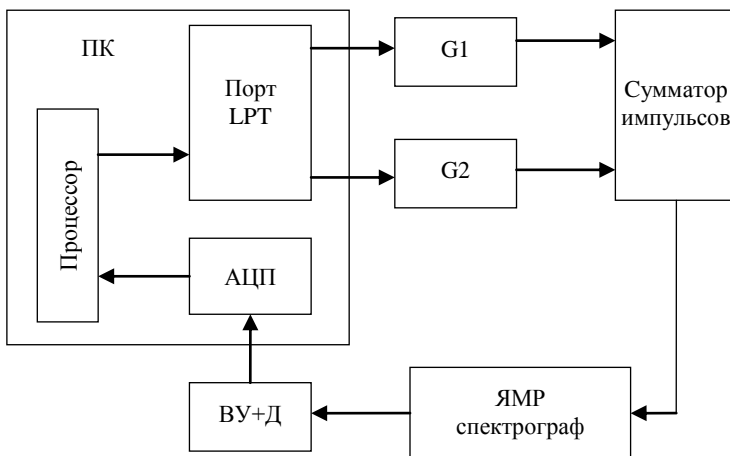 ПК
Порт
LPT
G1
Сумматор
импульсов
G2
Процессор
АЦП
ВУ+Д
ЯМР
спектрограф